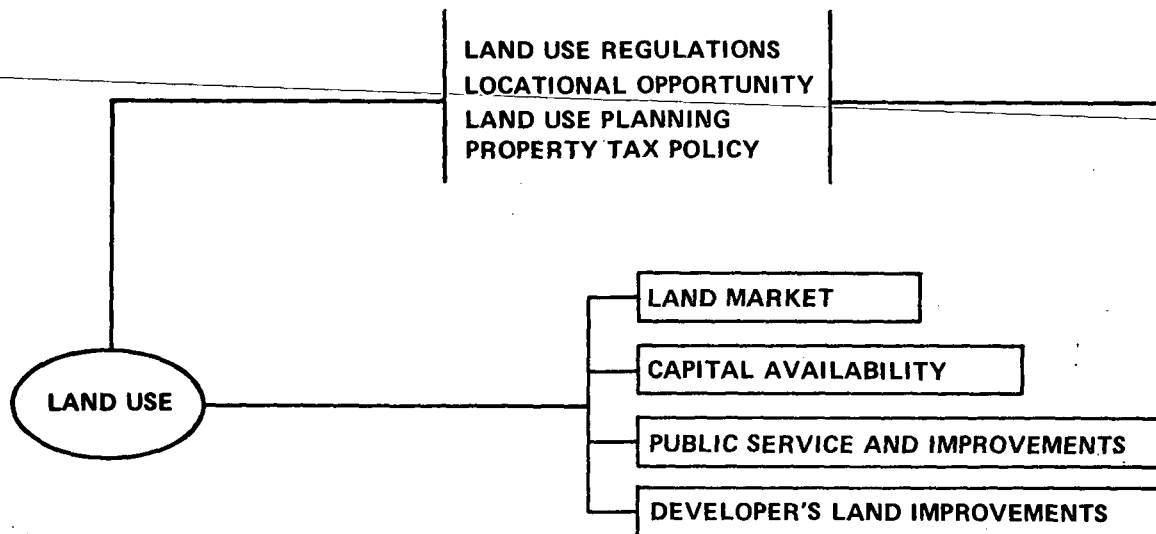 LAND USE REGULATIONS
LOCATIONAL OPPORTUNITY
LAND USE PLANNING
PROPERTY TAX POLICY
LAND MARKET
CAPITAL AVAILABILITY
LAND USE
PUBLIC SERVICE AND IMPROVEMENTS
DEVELOPER'S LAND IMPROVEMENTS